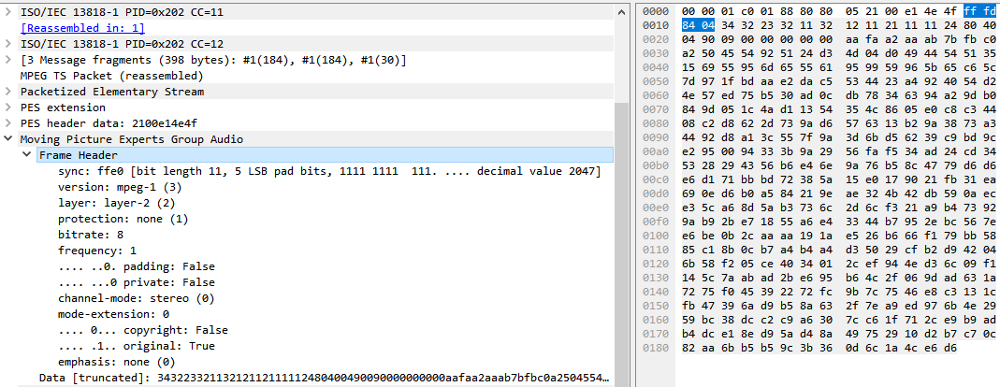 ISO/IEC 13818-1 PID=0x202 CC=11
[Reassembled in: 1]
ISO/IEC 13818-1 PID=0x202 CC=12
[3 Message fragments (398 bytes): #1(184), #1(184), #1(30)]
MPEG TS Packet (reassembled)
Packetized Elementary Stream
PES extension
PES header data: 2100e14e4f
Moving Picture Experts Group Audio
Frame Header
sync: ffe0 [bit length 11, 5 LSB pad bits, 1111 1111  111. .... decimal value 2047]
version: mpeg-1 (3)
layer: layer-2 (2)
protection: none (1)
bitrate: 8
frequency: 1
.... ..0. padding: False
.... ...0 private: False
channel-mode: stereo (0)
mode-extension: 0
.... 0... copyright: False
.... .1.. original: True
emphasis: none (0)
Data [truncated]: 3432233211321211211111248040049009000000000000aafaa2aaab7bfbc0a2504554…
0000 00 00 01 c0 01 88 80 80 05 21 00 e1 4e 4f ff fd
0010 84 04 34 32 23 32 11 32 12 11 21 11 11 24 80 40
0020 04 90 09 00 00 00 00 00 aa fa a2 aa ab 7b fb c0
0030 a2 50 45 54 92 51 24 d3 4d 04 d0 49 44 54 51 35
0040 15 69 55 95 6d 65 55 61 95 99 59 96 5b 65 c6 5c
0050 7d 97 1f bd aa e2 da c5 53 44 23 a4 92 40 54 d2
0060 4e 57 ed 75 b5 30 ad 0c db 78 34 63 94 a2 9d b0
0070 84 9d 05 1c 4a d1 13 54 35 4c 86 05 e0 c8 c3 44
0080 08 c2 d8 62 2d 73 9a d6 57 63 13 b2 9a 38 73 a3
0090 44 92 d8 a1 3c 55 7f 9a 3d 6b d5 62 39 c9 bd 9c
00a0 e2 95 00 94 33 3b 9a 29 56 fa f5 34 ad 24 cd 34
00b0 53 28 29 43 56 b6 e4 6e 9a 76 b5 8c 47 79 d6 d6
00c0 e6 d1 71 bb bd 72 38 5a 15 e0 17 90 21 fb 31 ea
00d0 69 0e d6 b0 a5 84 21 9e ae 32 4b 42 db 59 0a ec
00e0 e3 5c a6 8d 5a b3 73 6c 2d 6c f3 21 a9 b4 73 92
00f0 9a b9 2b e7 18 55 a6 e4 33 44 b7 95 2e bc 56 7e
0100 e6 be 0b 2c aa aa 19 1a e5 26 b6 66 f1 79 bb 58
0110 85 c1 8b 0c b7 a4 b4 a4 d3 50 29 cf b2 d9 42 04
0120 6b 58 f2 05 ce 40 34 01 2c ef 94 4e d3 6c 09 f1
0130 14 5c 7a ab ad 2b e6 95 b6 4c 2f 06 9d ad 63 1a
0140 72 75 f0 45 39 22 72 fc 9b 7c 75 46 e8 c3 13 1c
0150 fb 47 39 6a d9 b5 8a 63 2f 7e a9 ed 97 6b 4e 29
0160 59 bc 38 dc c2 c9 a6 30 7c c6 1f 71 2c e9 b9 ad
0170 b4 dc e1 8e d9 5a d4 8a 49 75 29 10 d2 b7 c7 0c
0180 82 aa 6b b5 b5 9c 3b 36 0d 6c 1a 4c e6 d6